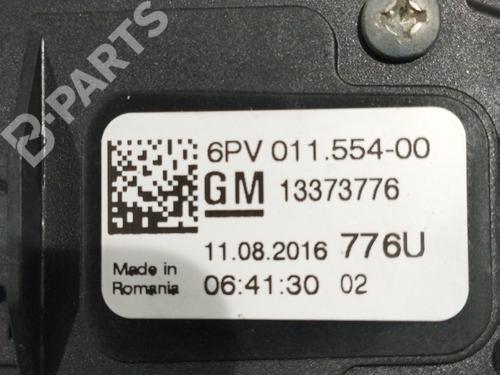 B-PARTS
6PV 011.554-00
GM 13373776
11.08.2016 776U
Made in
Romania
06:41:30 02